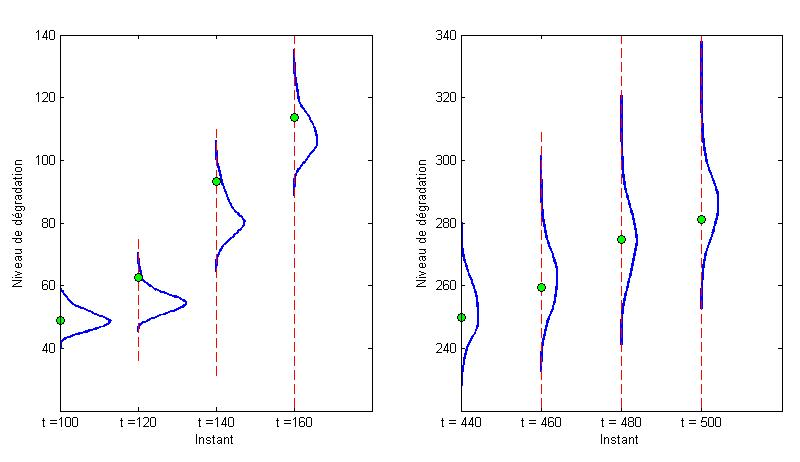 140
120
100
80
60
40
Niveau de dégradation
t =100 t =120 t =140 t =160
Instant
340
320
300
280
260
240
Niveau de dégradation
t = 440 t = 460 t = 480 t = 500
Instant